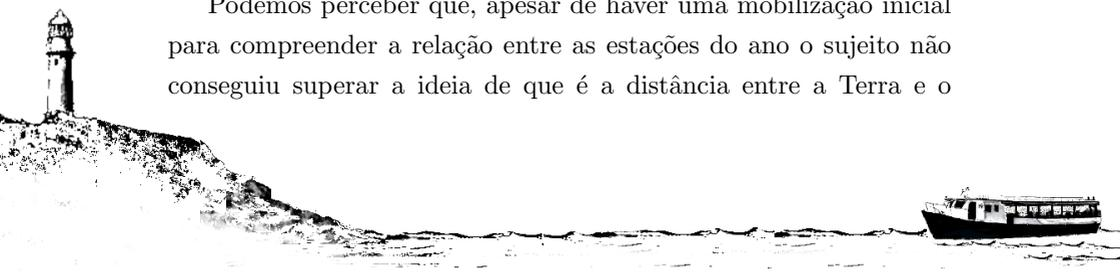 Podemos perceber que, apesar de haver uma mobilização inicial
para compreender a relação entre as estações do ano o sujeito não
conseguiu superar a ideia de que é a distância entre a Terra e o